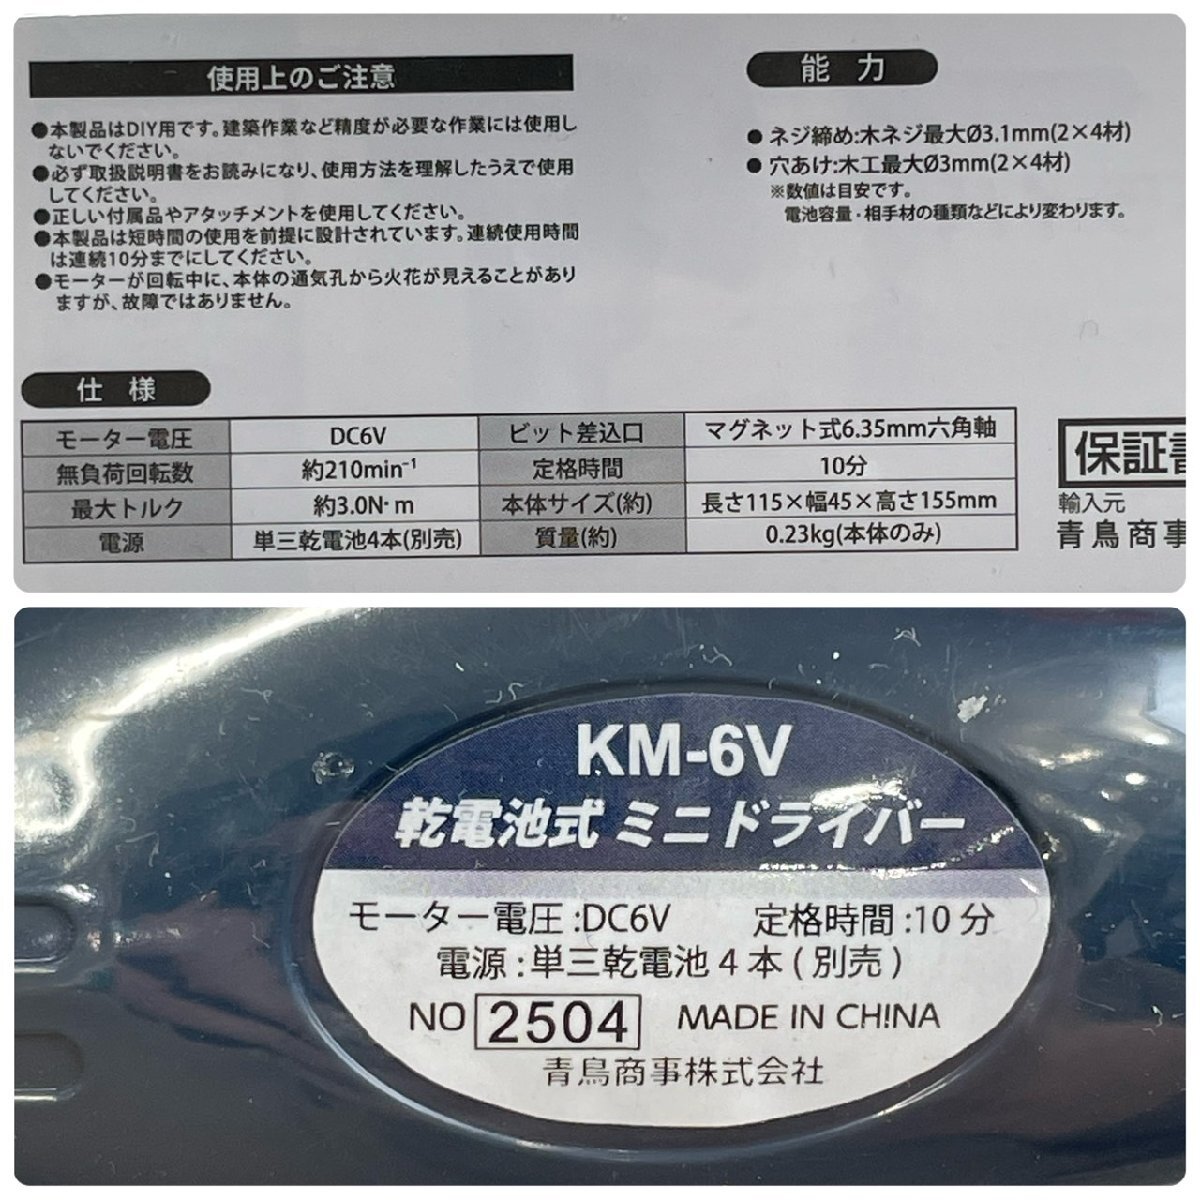 使用上のご注意
●本製品はDIY用です。建築作業など精度が必要な作業には使用し
ないでください。
●必ず取扱説明書をお読みになり、使用方法を理解したうえで使用
してください。
●正しい付属品やアタッチメントを使用してください。
●本製品は短時間の使用を前提に設計されています。連続使用時間
は連続10分までにしてください。
●モーターが回転中に、本体の通気孔から火花が見えることがあり
ますが、故障ではありません。
能 力
● ネジ締め:木ネジ最大Ø3.1mm(2×4材)
● 穴あけ:木工最大Ø3mm(2×4材)
※数値は目安です。
電池容量・相手材の種類などにより変わります。
仕 様
モーター電圧 DC6V ビット差込口 マグネット式6.35mm六角軸
無負荷回転数 約210min⁻¹ 定格時間 10分
最大トルク 約3.0N・m 本体サイズ(約) 長さ115×幅45×高さ155mm
電源 単三乾電池4本(別売) 質量(約) 0.23kg(本体のみ)
保証書
輸入元
青鳥商事
KM-6V
乾電池式 ミニドライバー
モーター電圧:DC6V 定格時間:10分
電源:単三乾電池4本(別売)
NO 2504 MADE IN CHINA
青鳥商事株式会社